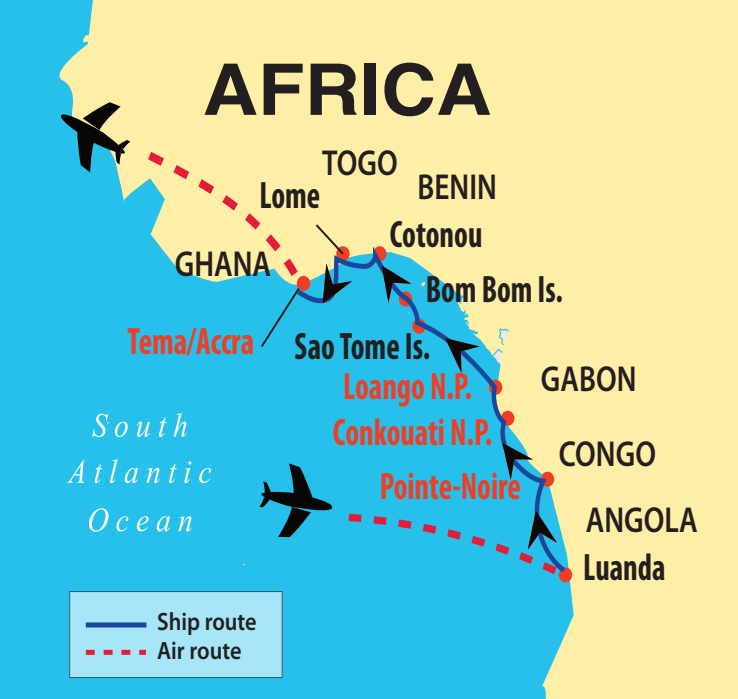 AFRICA
TOGO
BENIN
Lome
Cotonou
GHANA
Bom Bom Is.
Tema/Accra
Sao Tome Is.
Loango N.P.
GABON
South
Atlantic
Ocean
Conkouati N.P.
CONGO
Pointe-Noire
ANGOLA
Luanda
Ship route
Air route